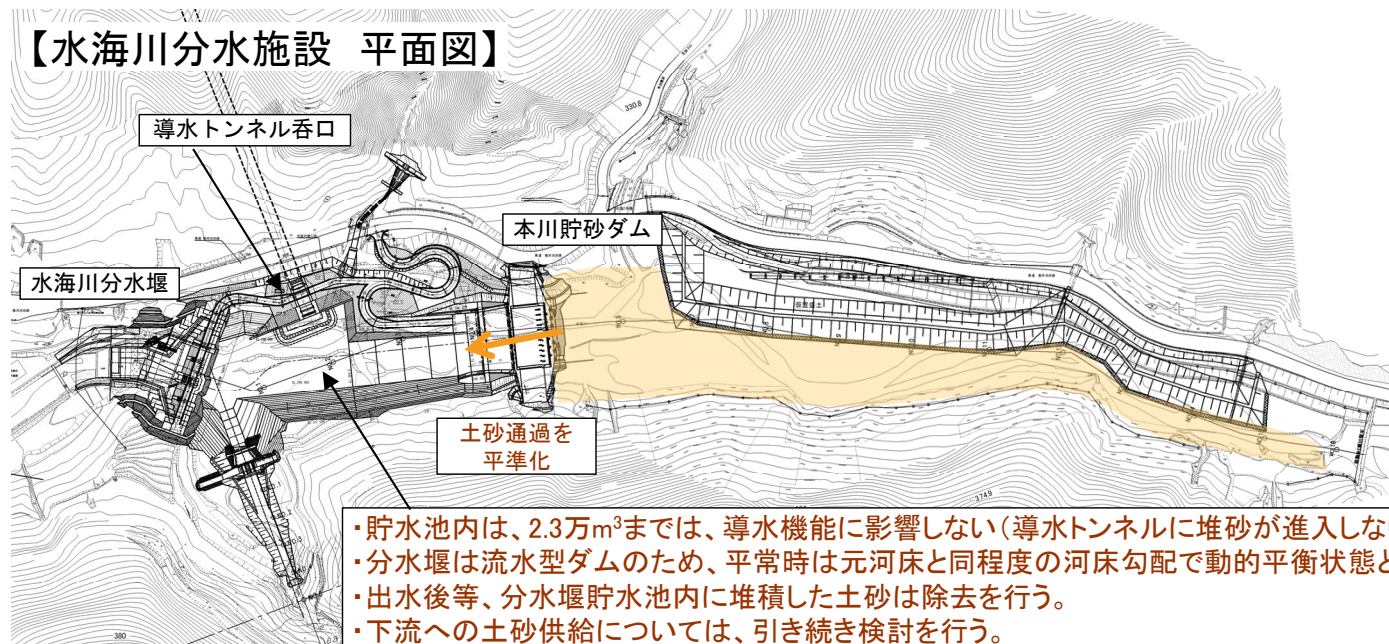 【水海川分水施設 平面図】
330.8
導水トンネル呑口
本川貯砂ダム
水海川分水堰
土砂通過を
平準化
374.9
・貯水池内は、2.3万m³までは、導水機能に影響しない(導水トンネルに堆砂が進入しな
・分水堰は流水型ダムのため、平常時は元河床と同程度の河床勾配で動的平衡状態と
・出水後等、分水堰貯水池内に堆積した土砂は除去を行う。
・下流への土砂供給については、引き続き検討を行う。
380